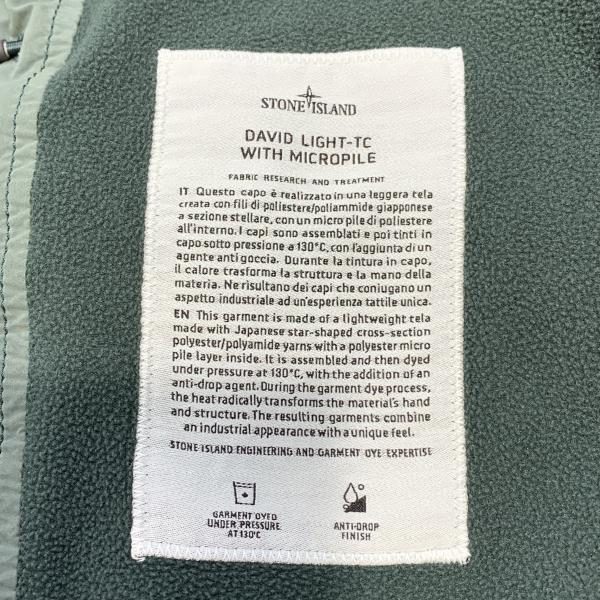 STONE ISLAND
DAVID LIGHT-TC
WITH MICROPILE
FABRIC RESEARCH AND TREATMENT
IT Questo capo è realizzato in una leggera tela
creata con fili di poliestere/poliammide giapponese
a sezione stellare, con un micro pile di poliestere
all'interno. I capi sono assemblati e poi tinti in
capo sotto pressione a 130°C, con l'aggiunta di un
agente anti goccia. Durante la tintura in capo,
il calore trasforma la struttura e la mano della
materia. Ne risultano dei capi che coniugano un
aspetto industriale ad un'esperienza tattile unica.
EN This garment is made of a lightweight tela
made with Japanese star-shaped cross-section
polyester/polyamide yarns with a polyester micro
pile layer inside. It is assembled and then dyed
under pressure at 130°C, with the addition of an
anti-drop agent. During the garment dye process,
the heat radically transforms the material's hand
and structure. The resulting garments combine
an industrial appearance with a unique feel.
STONE ISLAND ENGINEERING AND GARMENT DYE EXPERTISE
GARMENT DYED
UNDER PRESSURE
AT 130°C
ANTI-DROP
FINISH